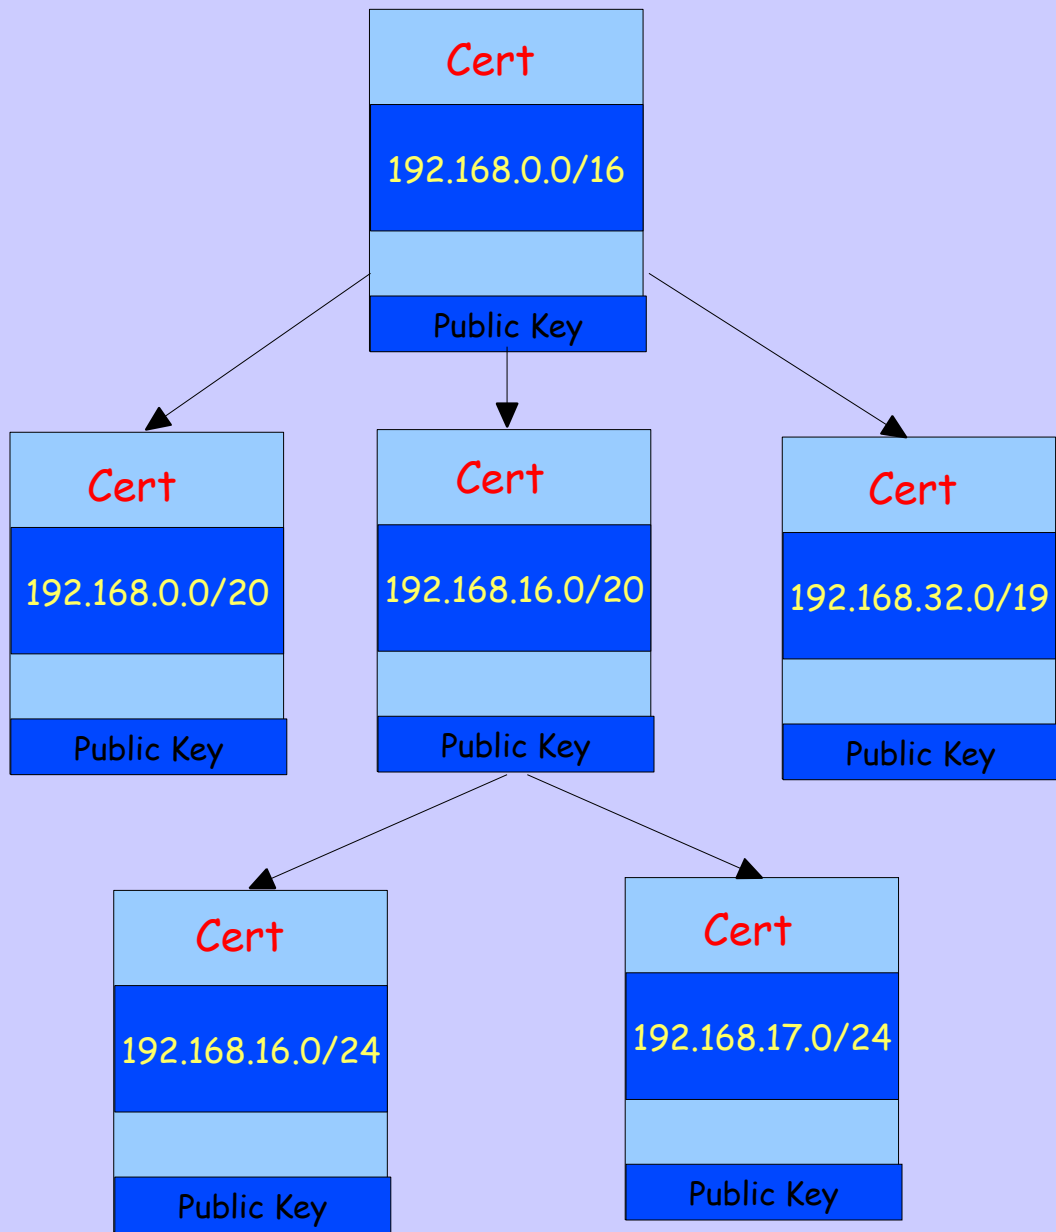 Cert
192.168.0.0/16
Public Key
Cert
192.168.0.0/20
Public Key
Cert
192.168.16.0/20
Public Key
Cert
192.168.32.0/19
Public Key
Cert
192.168.16.0/24
Public Key
Cert
192.168.17.0/24
Public Key